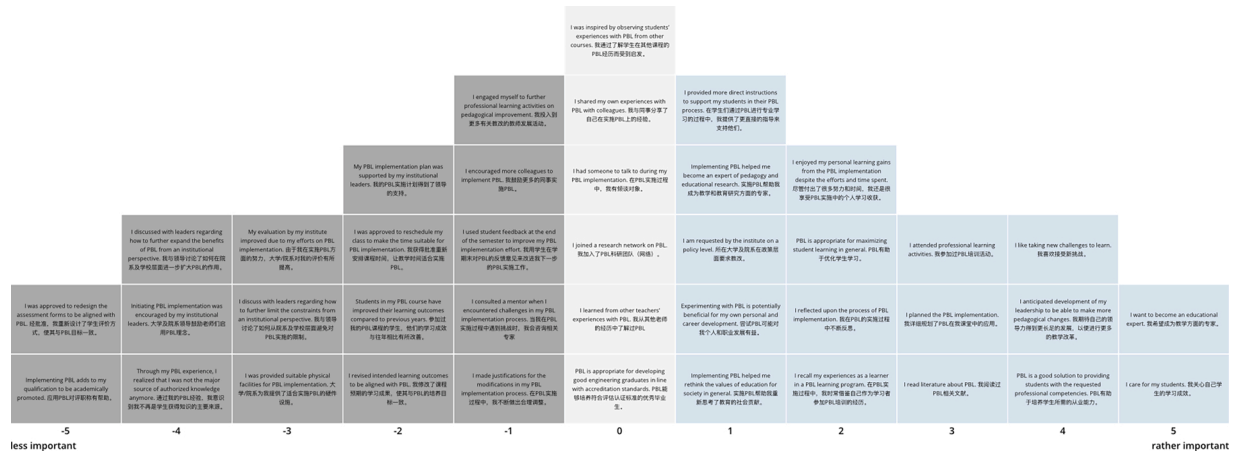 I was inspired by observing students'
experiences with PBL from other
courses. 我通过了解学生在其他课程的
PBL经历而受到启发。
I engaged myself to further
professional learning activities on
pedagogical improvement. 我投入到
更多有关教改的教师发展活动。
I shared my own experiences with
PBL with colleagues. 我与同事分享了
自己在实施PBL上的经验。
I provided more direct instructions
to support my students in their PBL
process. 在学生们通过PBL进行专业学
习的过程中，我提供了更直接的指导来
支持他们。
My PBL implementation plan was
supported by my institutional
leaders. 我的PBL实施计划得到了领导
的支持。
I encouraged more colleagues to
implement PBL. 我鼓励更多的同事实
施PBL。
I had someone to talk to during my
PBL implementation. 在PBL实施过程
中，我有倾谈对象。
Implementing PBL helped me
become an expert of pedagogy and
educational research. 实施PBL帮助我
成为教学和教育研究方面的专家。
I enjoyed my personal learning gains
from the PBL implementation
despite the efforts and time spent.
尽管付出了很多努力和时间，我还是很
享受PBL实施中的个人学习收获。
I discussed with leaders regarding
how to further expand the benefits
of PBL from an institutional
perspective. 我与领导讨论了如何在院
系及学校层面进一步扩大PBL的作用。
My evaluation by my institute
improved due to my efforts on PBL
implementation. 由于我在实施PBL方
面的努力，大学/院系对我的评价有所
提高。
I was approved to reschedule my
class to make the time suitable for
PBL implementation. 我获得批准重新
安排课程时间，让教学时间适合实施
PBL。
I used student feedback at the end
of the semester to improve my PBL
implementation effort. 我用学生在学
期末对PBL的反馈意见来改进我下一步
的PBL实施工作。
I joined a research network on PBL.
我加入了PBL科研团队（网络）。
I am requested by the institute on a
policy level. 所在大学及院系在政策层
面要求教改。
PBL is appropriate for maximizing
student learning in general. PBL有助
于优化学生学习。
I attended professional learning
activities. 我参加过PBL培训活动。
I like taking new challenges to learn.
我喜欢接受新挑战。
I was approved to redesign the
assessment forms to be aligned with
PBL. 经批准，我重新设计了学生评价方
式，使其与PBL目标一致。
Initiating PBL implementation was
encouraged by my institutional
leaders. 大学及院系领导鼓励老师们启
用PBL理念。
I discuss with leaders regarding how
to further limit the constraints from
an institutional perspective. 我与领导
讨论了如何从院系及学校层面避免对
PBL实施的限制。
Students in my PBL course have
improved their learning outcomes
compared to previous years. 参加过
我的PBL课程的学生，他们的学习成效
与往年相比有所改善。
I consulted a mentor when I
encountered challenges in my PBL
implementation process. 当我在PBL
实施过程中遇到挑战时，我会咨询相关
专家
I learned from other teachers'
experiences with PBL. 我从其他老师
的经历中了解过PBL
Experimenting with PBL is potentially
beneficial for my own personal and
career development. 尝试PBL可能对
我个人和职业发展有益。
I reflected upon the process of PBL
implementation. 我在PBL的实施过程
中不断反思。
I planned the PBL implementation.
我详细规划了PBL在我课堂中的应用。
I anticipated development of my
leadership to be able to make more
pedagogical changes. 我期待自己的领
导力得到更长足的发展，以便进行更多
的教学改革。
I want to become an educational
expert. 我希望成为教学方面的专家。
Implementing PBL adds to my
qualification to be academically
promoted. 应用PBL对评职称有帮助。
Through my PBL experience, I
realized that I was not the major
source of authorized knowledge
anymore. 通过我的PBL经验，我意识
到我不再是学生获得知识的主要来源。
I was provided suitable physical
facilities for PBL implementation. 大
学/院系为我提供了适合实施PBL的硬件
设施。
I revised intended learning outcomes
to be aligned with PBL. 我修改了课程
预期的学习成果，使其与PBL的培养目
标一致。
I made justifications for the
modifications in my PBL
implementation process. 在PBL实施
过程中，我不断做出合理调整。
PBL is appropriate for developing
good engineering graduates in line
with accreditation standards. PBL能
够培养符合评估认证标准的优秀毕业
生。
Implementing PBL helped me
rethink the values of education for
society in general. 实施PBL帮助我重
新思考了教育的社会贡献。
I recall my experiences as a learner
in a PBL learning program. 在PBL实
施过程中，我时常借鉴自己作为学习者
参加PBL培训的经历。
I read literature about PBL. 我阅读过
PBL相关文献。
PBL is a good solution to providing
students with the requested
professional competencies. PBL有助
于培养学生所需的从业能力。
I care for my students. 我关心自己学
生的学习成效。
-5 -4 -3 -2 -1 0 1 2 3 4 5
less important rather important